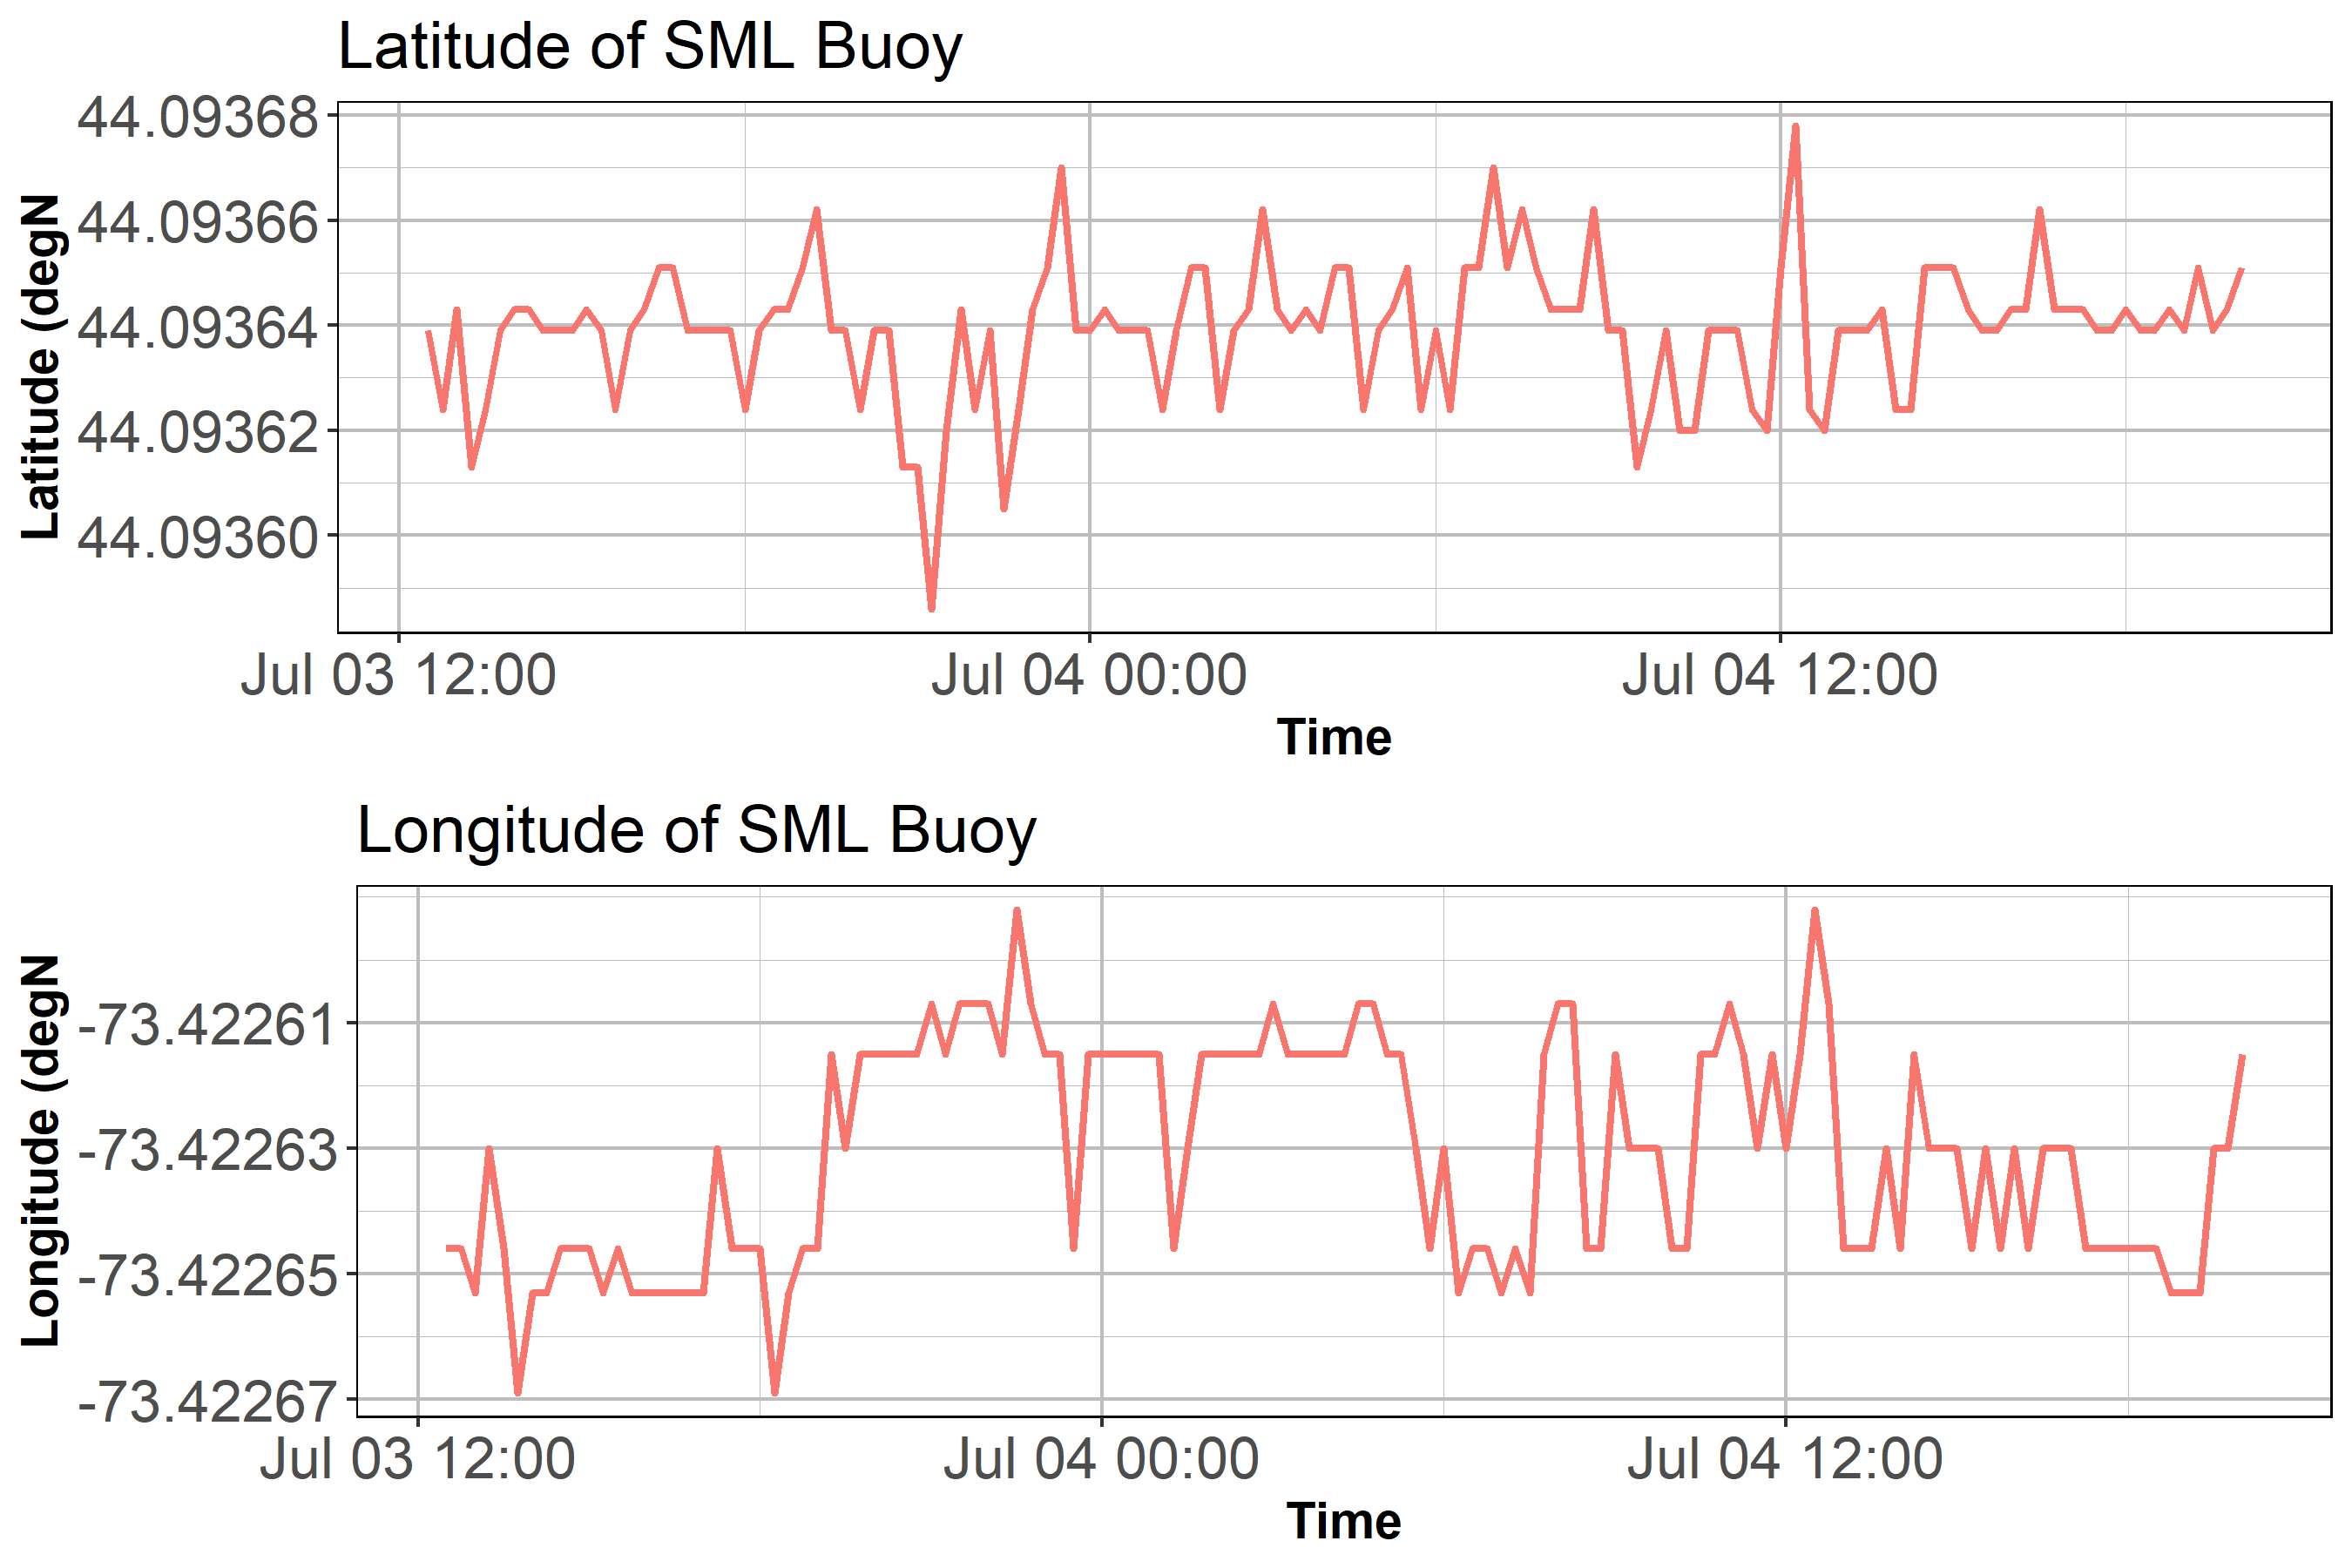 Latitude of SML Buoy
Latitude (degN
44.09368
44.09366
44.09364
44.09362
44.09360
Jul 03 12:00 Jul 04 00:00 Jul 04 12:00
Time
Longitude of SML Buoy
Longitude (degN
-73.42261
-73.42263
-73.42265
-73.42267
Jul 03 12:00 Jul 04 00:00 Jul 04 12:00
Time